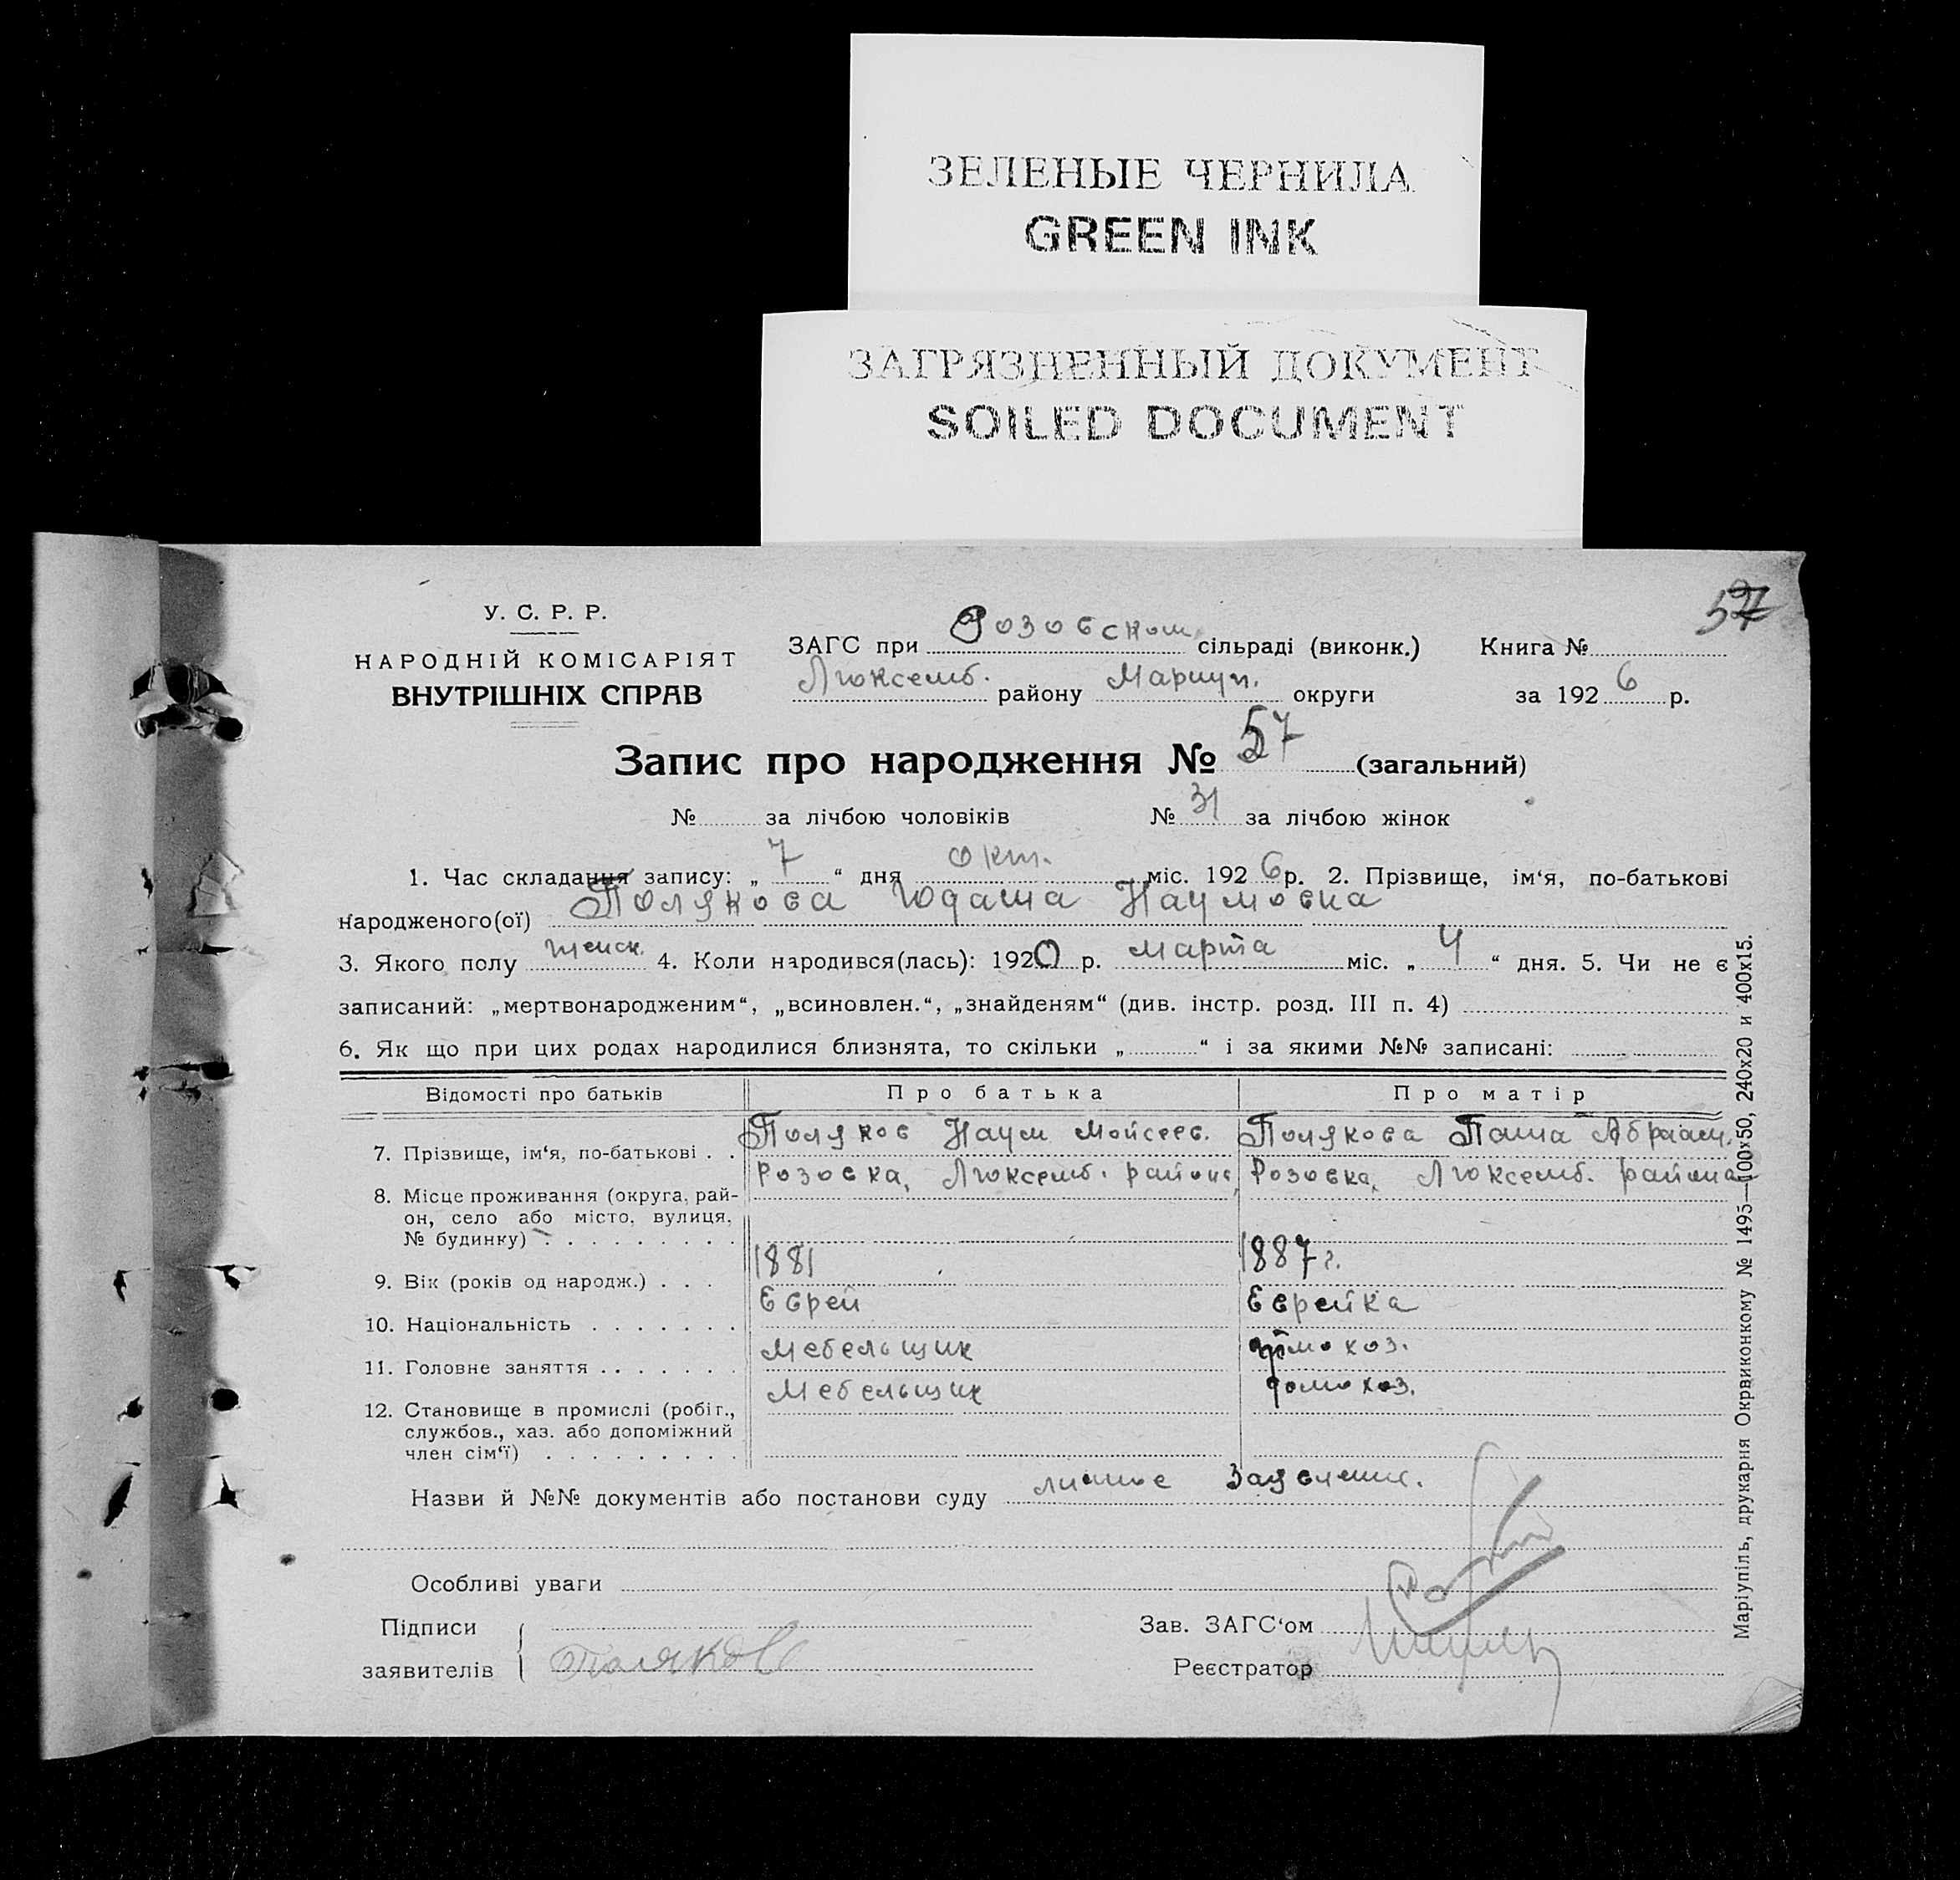 ЗЕЛЕНЫЕ ЧЕРНИЛА
GREEN INK
ЗАГРЯЗНЕННЫЙ ДОКУМЕНТ
SOILED DOCUMENT
57
У. С. Р. Р.
НАРОДНІЙ КОМІСАРІЯТ
ВНУТРІШНІХ СПРАВ
ЗАГС при Розовском сільраді (виконк.) Книга №
Люксемб. району Мариуп. округи за 1926 р.
Запис про народження № 57 (загальний)
№ за лічбою чоловіків № 31 за лічбою жінок
1. Час складання запису: „ 7 “ дня окт. міс. 1926 р. 2. Прізвище, ім‘я, по-батькові
народженого(ої) Полякова Юдаша Наумовна
3. Якого полу женск. 4. Коли народився(лась): 1920 р. марта міс. „ 4 “ дня. 5. Чи не є
записаний: „мертвонародженим“, „всиновлен.“, „знайденям“ (див. інстр. розд. III п. 4)
6. Як що при цих родах народилися близнята, то скільки „ “ і за якими №№ записані:
Відомості про батьків Про батька Про матір
7. Прізвище, ім‘я, по-батькові . . Поляков Наум Мойсеев. Полякова Паша Абраам.
8. Місце проживання (округа, рай-
он, село або місто, вулиця,
№ будинку) . . . . . . . . . Розовка, Люксемб. района, Розовка, Люксемб. района
9. Вік (років од народж.) . . . 1881 1887 г.
10. Національність . . . . . . . Еврей Еврейка
11. Головне заняття . . . . . . . Мебельщик домохоз.
12. Становище в промислі (робіт.,
службов., хаз. або допоміжний
член сім‘ї) . . . . . . . . . Мебельщик домохоз.
Назви й №№ документів або постанови суду личное заявление.
Особливі уваги
Підписи
заявителів Поляков
Зав. ЗАГС‘ом
Реєстратор
Маріупіль, друкарня Окрвиконкому № 1495—100х50, 240х20 и 400х15.